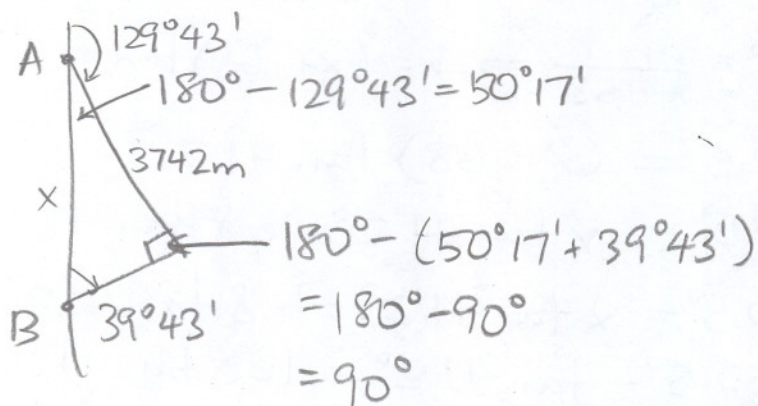 129°43'
A
180° - 129°43' = 50°17'
3742m
x
180° - (50°17' + 39°43')
= 180° - 90°
= 90°
B
39°43'